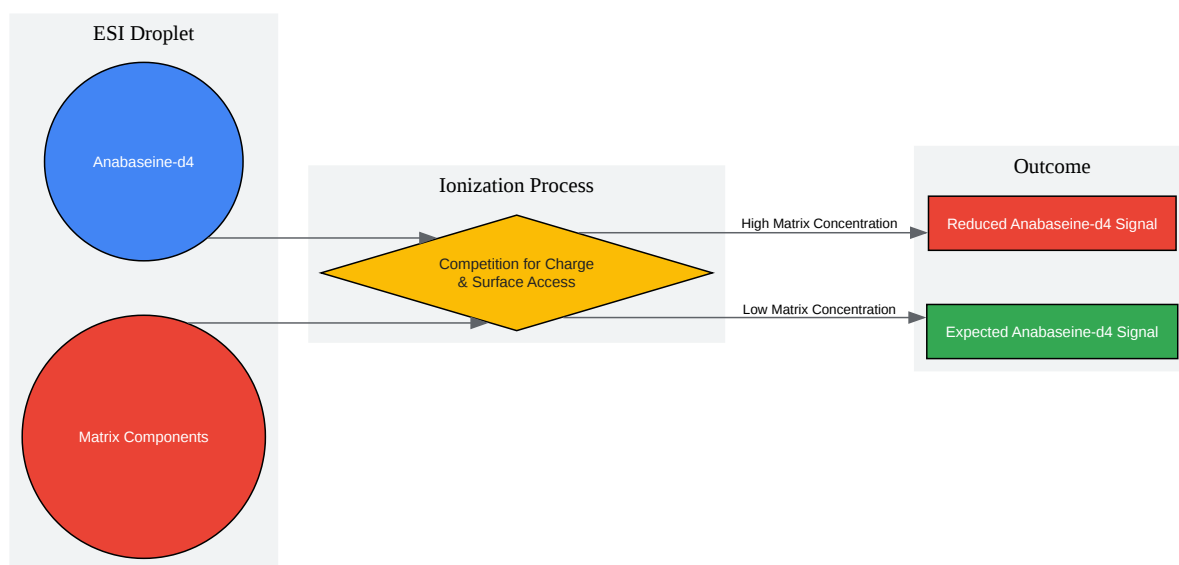 ESI Droplet
Anabaseine-d4
Matrix Components
Ionization Process
Competition for Charge
& Surface Access
High Matrix Concentration
Low Matrix Concentration
Outcome
Reduced Anabaseine-d4 Signal
Expected Anabaseine-d4 Signal